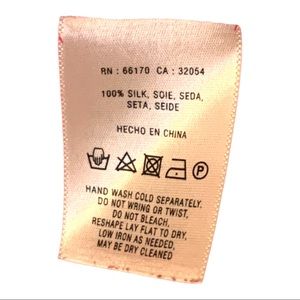 RN : 66170 CA : 32054
100% SILK, SOIE, SEDA,
SETA, SEIDE
HECHO EN CHINA
P
HAND WASH COLD SEPARATELY.
DO NOT WRING OR TWIST,
DO NOT BLEACH.
RESHAPE LAY FLAT TO DRY,
LOW IRON AS NEEDED,
MAY BE DRY CLEANED